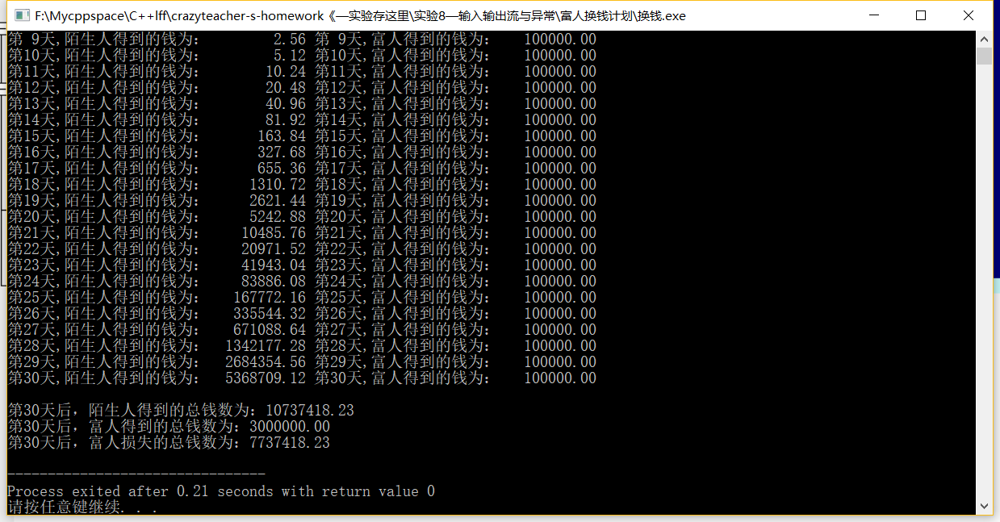 F:\Mycppspace\C++lff\crazyteacher-s-homework《—实验存这里\实验8—输入输出流与异常\富人换钱计划\换钱.exe
第 9天,陌生人得到的钱为: 2.56 第 9天,富人得到的钱为: 100000.00
第10天,陌生人得到的钱为: 5.12 第10天,富人得到的钱为: 100000.00
第11天,陌生人得到的钱为: 10.24 第11天,富人得到的钱为: 100000.00
第12天,陌生人得到的钱为: 20.48 第12天,富人得到的钱为: 100000.00
第13天,陌生人得到的钱为: 40.96 第13天,富人得到的钱为: 100000.00
第14天,陌生人得到的钱为: 81.92 第14天,富人得到的钱为: 100000.00
第15天,陌生人得到的钱为: 163.84 第15天,富人得到的钱为: 100000.00
第16天,陌生人得到的钱为: 327.68 第16天,富人得到的钱为: 100000.00
第17天,陌生人得到的钱为: 655.36 第17天,富人得到的钱为: 100000.00
第18天,陌生人得到的钱为: 1310.72 第18天,富人得到的钱为: 100000.00
第19天,陌生人得到的钱为: 2621.44 第19天,富人得到的钱为: 100000.00
第20天,陌生人得到的钱为: 5242.88 第20天,富人得到的钱为: 100000.00
第21天,陌生人得到的钱为: 10485.76 第21天,富人得到的钱为: 100000.00
第22天,陌生人得到的钱为: 20971.52 第22天,富人得到的钱为: 100000.00
第23天,陌生人得到的钱为: 41943.04 第23天,富人得到的钱为: 100000.00
第24天,陌生人得到的钱为: 83886.08 第24天,富人得到的钱为: 100000.00
第25天,陌生人得到的钱为: 167772.16 第25天,富人得到的钱为: 100000.00
第26天,陌生人得到的钱为: 335544.32 第26天,富人得到的钱为: 100000.00
第27天,陌生人得到的钱为: 671088.64 第27天,富人得到的钱为: 100000.00
第28天,陌生人得到的钱为: 1342177.28 第28天,富人得到的钱为: 100000.00
第29天,陌生人得到的钱为: 2684354.56 第29天,富人得到的钱为: 100000.00
第30天,陌生人得到的钱为: 5368709.12 第30天,富人得到的钱为: 100000.00
第30天后，陌生人得到的总钱数为：10737418.23
第30天后，富人得到的总钱数为：3000000.00
第30天后，富人损失的总钱数为：7737418.23
--------------------------------
Process exited after 0.21 seconds with return value 0
请按任意键继续. . .